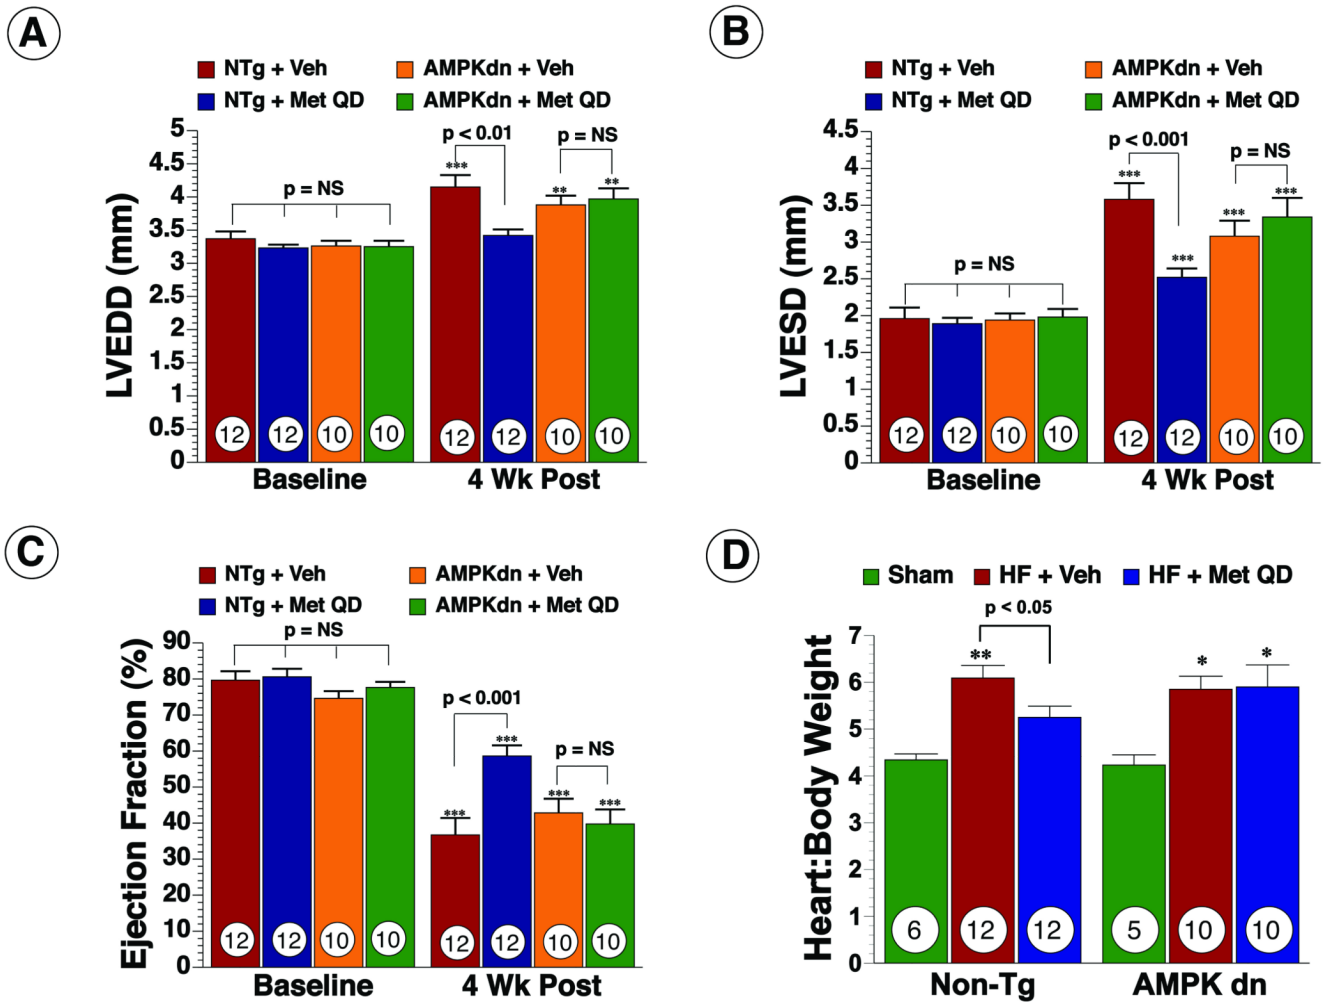 A
NTg + Veh
AMPKdn + Veh
NTg + Met QD
AMPKdn + Met QD
LVEDD (mm)
5
4.5
4
3.5
3
2.5
2
1.5
1
0.5
0
p = NS
p < 0.01
p = NS
***
**
**
12
12
10
10
12
12
10
10
Baseline
4 Wk Post
B
NTg + Veh
AMPKdn + Veh
NTg + Met QD
AMPKdn + Met QD
LVESD (mm)
4.5
4
3.5
3
2.5
2
1.5
1
0.5
0
p = NS
p < 0.001
p = NS
***
***
***
***
12
12
10
10
12
12
10
10
Baseline
4 Wk Post
C
NTg + Veh
AMPKdn + Veh
NTg + Met QD
AMPKdn + Met QD
Ejection Fraction (%)
90
80
70
60
50
40
30
20
10
0
p = NS
p < 0.001
p = NS
***
***
***
***
12
12
10
10
12
12
10
10
Baseline
4 Wk Post
D
Sham
HF + Veh
HF + Met QD
Heart:Body Weight
7
6
5
4
3
2
1
0
p < 0.05
**
*
*
6
12
12
5
10
10
Non-Tg
AMPK dn